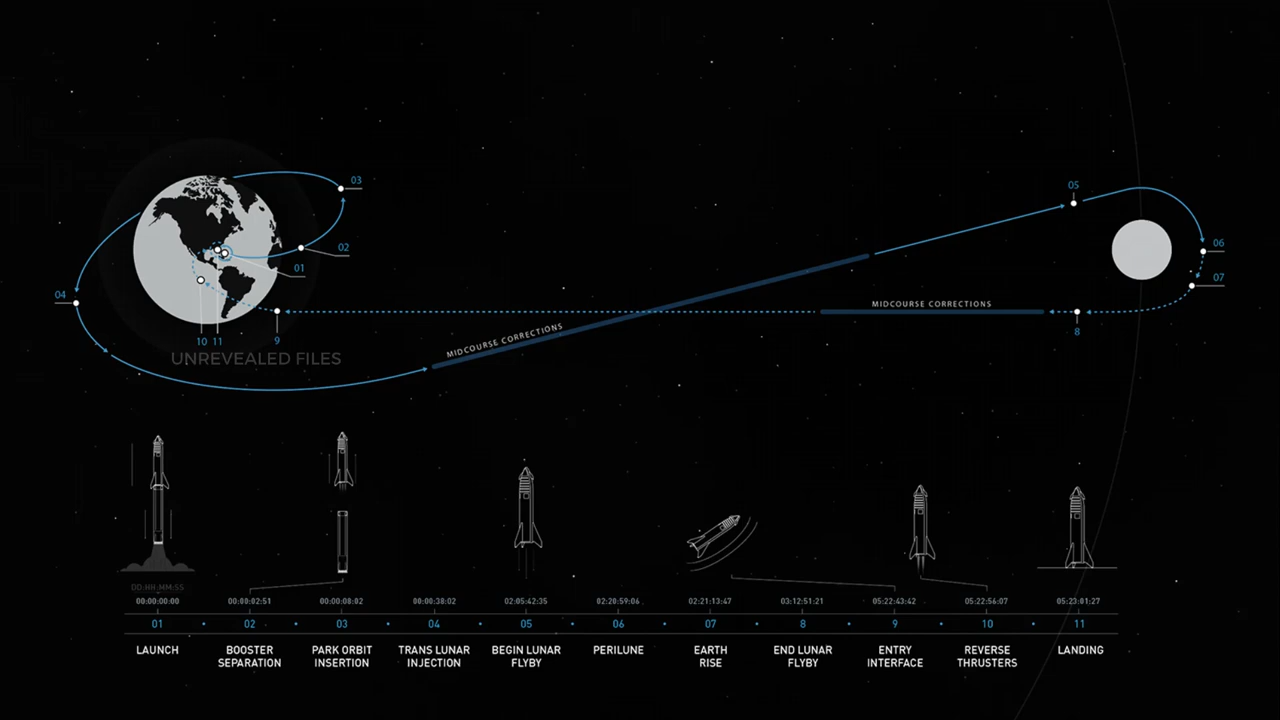 03
05
02
06
01
07
04
MIDCOURSE CORRECTIONS
8
10 11
9
MIDCOURSE CORRECTIONS
UNREVEALED FILES
DD:HH:MM:SS
00:00:00:00 00:00:02:51 00:00:08:02 00:00:38:02 02:05:42:35 02:20:59:06 02:21:13:47 03:12:51:21 05:22:43:42 05:22:56:07 05:23:01:27
01 02 03 04 05 06 07 8 9 10 11
LAUNCH BOOSTER PARK ORBIT TRANS LUNAR BEGIN LUNAR PERILUNE EARTH END LUNAR ENTRY REVERSE LANDING
SEPARATION INSERTION INJECTION FLYBY RISE FLYBY INTERFACE THRUSTERS